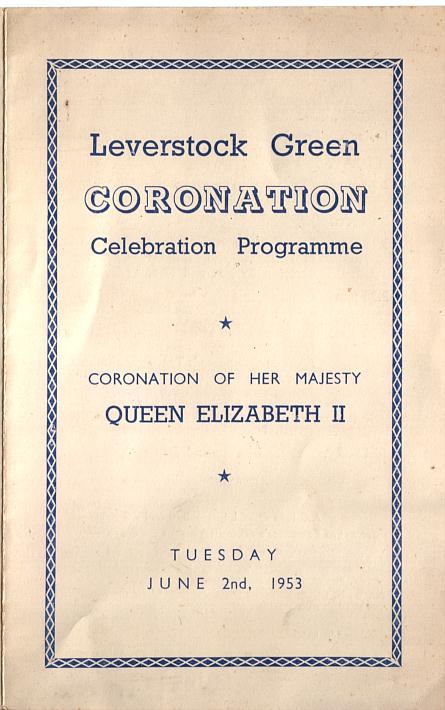 Leverstock Green
CORONATION
Celebration Programme
CORONATION OF HER MAJESTY
QUEEN ELIZABETH II
TUESDAY
JUNE 2nd, 1953